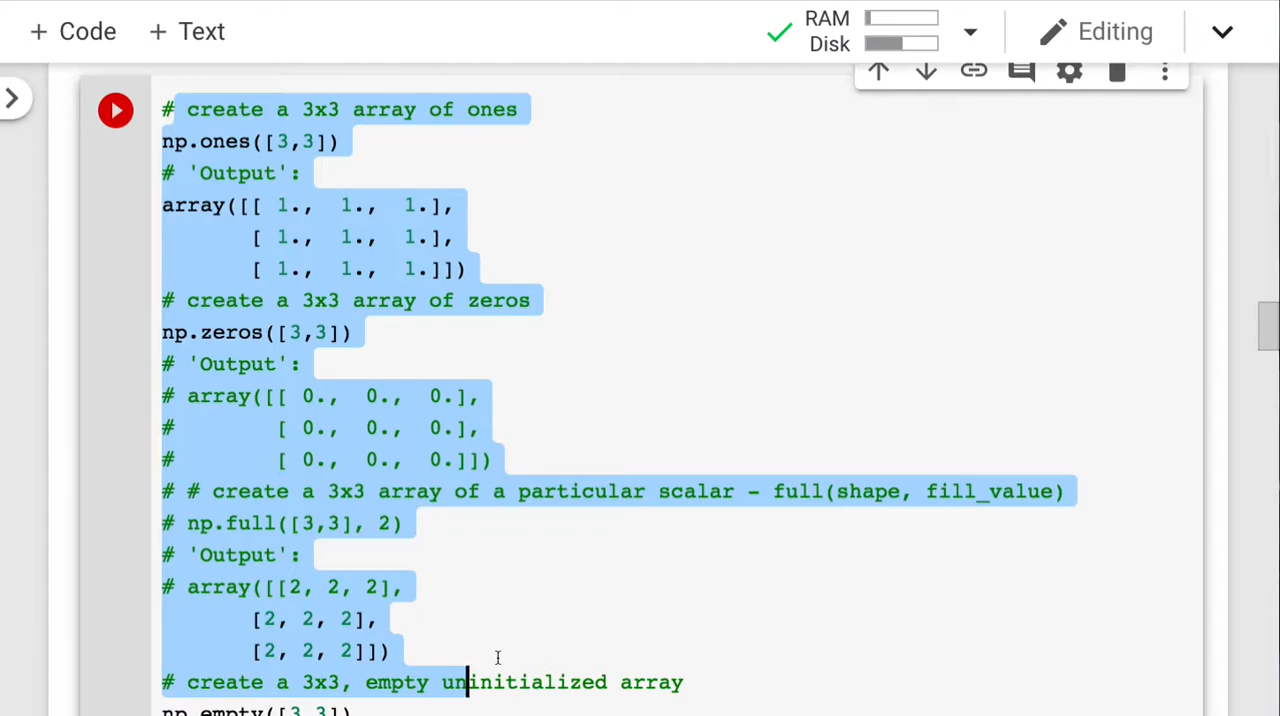 + Code + Text RAM Disk Editing
# create a 3x3 array of ones
np.ones([3,3])
# 'Output':
array([[ 1., 1., 1.],
[ 1., 1., 1.],
[ 1., 1., 1.]])
# create a 3x3 array of zeros
np.zeros([3,3])
# 'Output':
# array([[ 0., 0., 0.],
# [ 0., 0., 0.],
# [ 0., 0., 0.]])
# # create a 3x3 array of a particular scalar - full(shape, fill_value)
# np.full([3,3], 2)
# 'Output':
# array([[2, 2, 2],
[2, 2, 2],
[2, 2, 2]])
# create a 3x3, empty uninitialized array
np.empty([3,3])